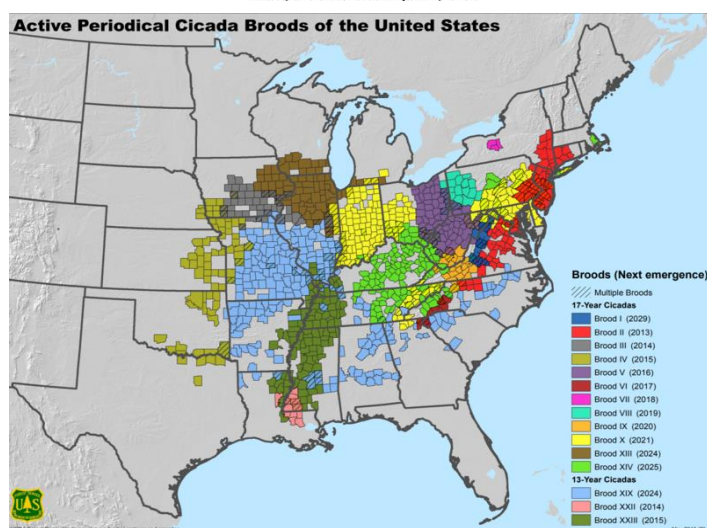 Active Periodical Cicada Broods of the United States
Broods (Next emergence)
Multiple Broods
17-Year Cicadas
Brood I (2029)
Brood II (2013)
Brood III (2014)
Brood IV (2015)
Brood V (2016)
Brood VI (2017)
Brood VII (2018)
Brood VIII (2019)
Brood IX (2020)
Brood X (2021)
Brood XIII (2024)
Brood XIV (2025)
13-Year Cicadas
Brood XIX (2024)
Brood XXII (2014)
Brood XXIII (2015)
U S